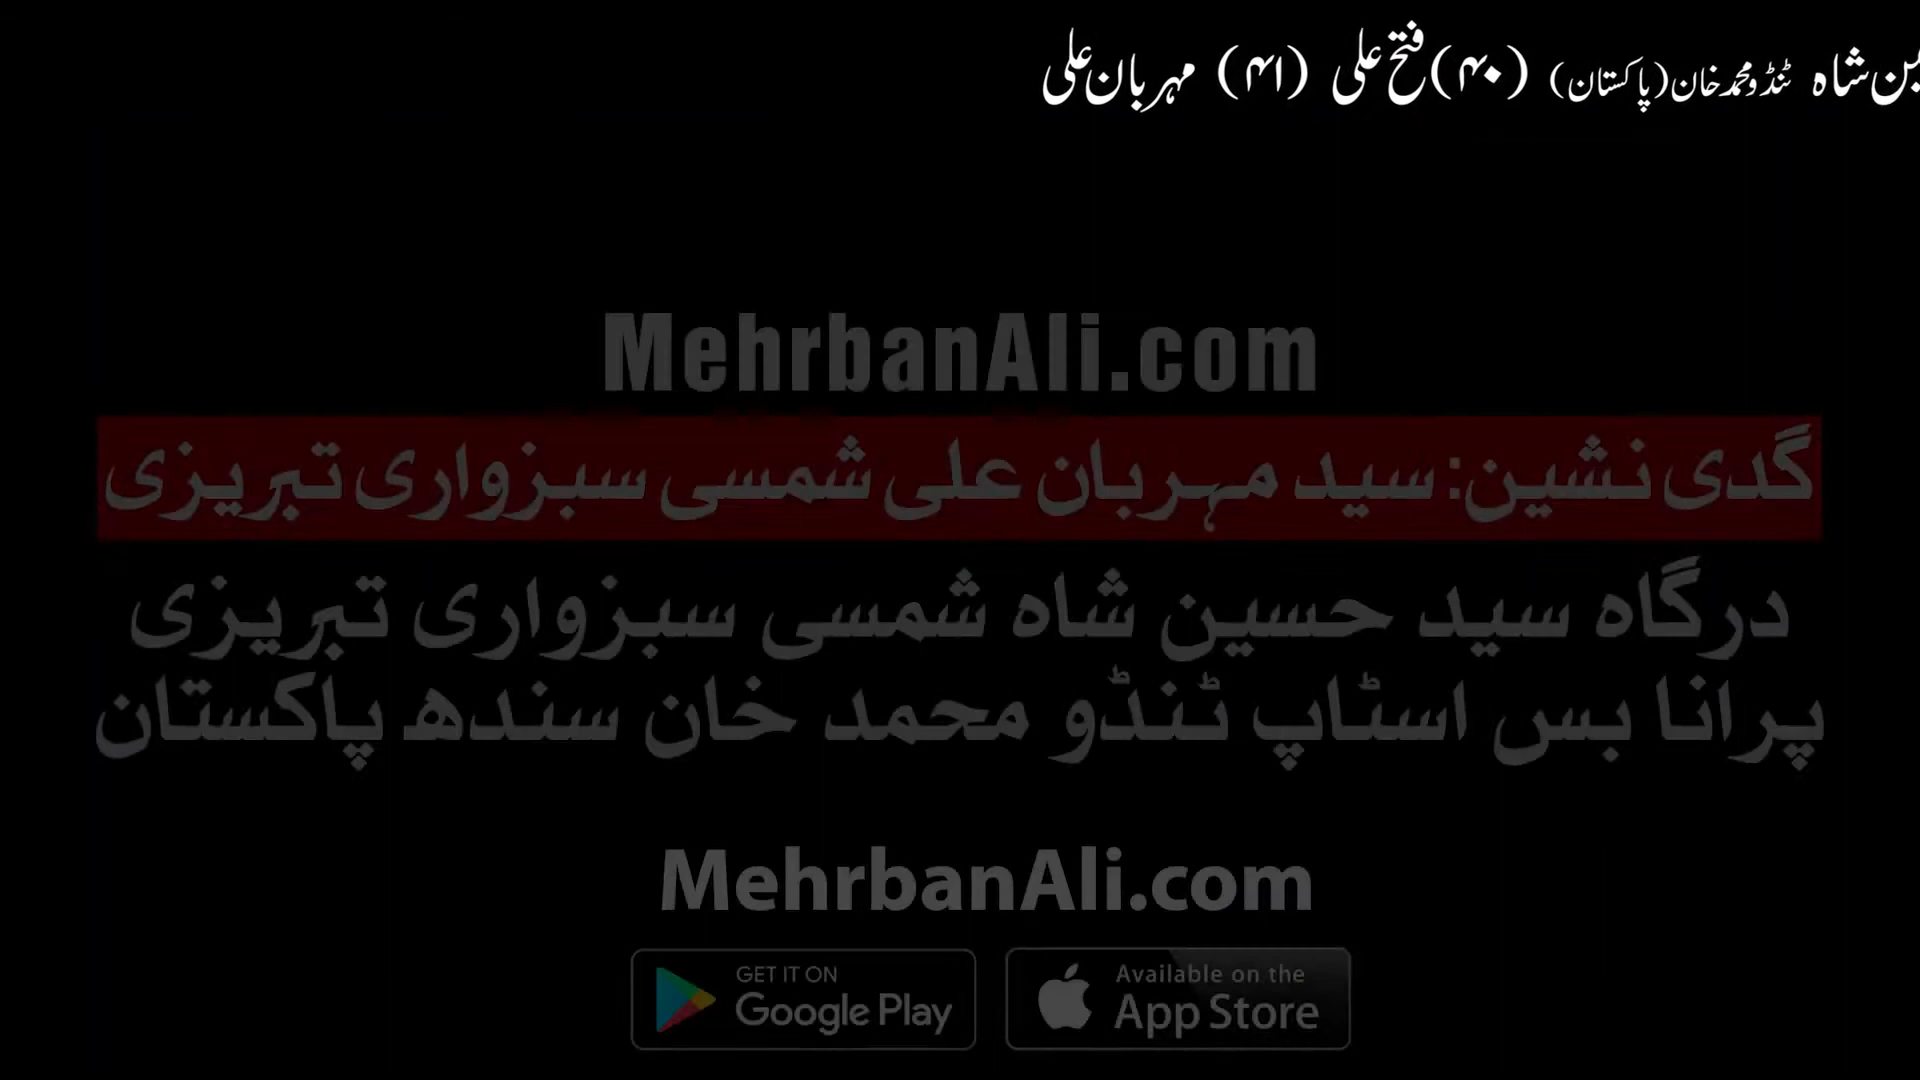 شاہ ٹنڈو محمد خان (پاکستان) (۴۰) فتح علی (۴۱) مہربان علی
MehrbanAli.com
گدی نشین: سید مہربان علی شمسی سبزواری تبریزی
درگاہ سید حسین شاہ شمسی سبزواری تبریزی
پرانا بس اسٹاپ ٹنڈو محمد خان سندھ پاکستان
MehrbanAli.com
GET IT ON Available on the
Google Play App Store